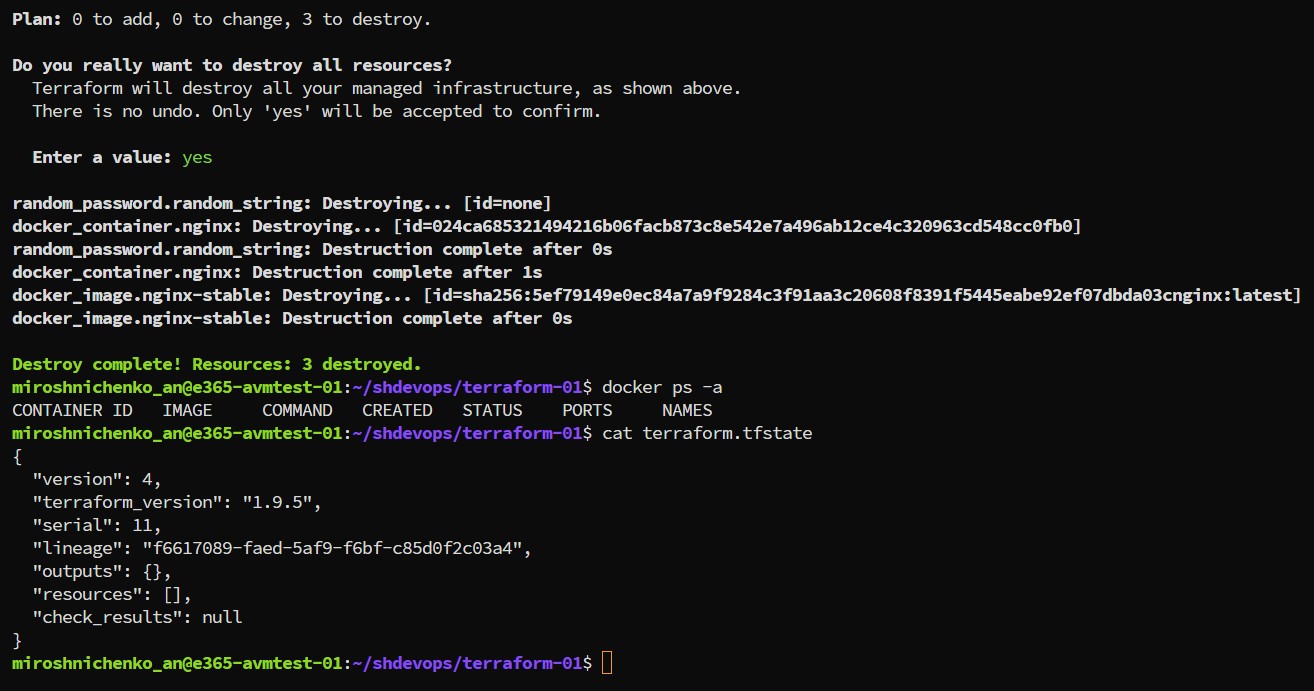 Plan: 0 to add, 0 to change, 3 to destroy.
Do you really want to destroy all resources?
  Terraform will destroy all your managed infrastructure, as shown above.
  There is no undo. Only 'yes' will be accepted to confirm.
  Enter a value: yes
random_password.random_string: Destroying... [id=none]
docker_container.nginx: Destroying... [id=024ca685321494216b06facb873c8e542e7a496ab12ce4c320963cd548cc0fb0]
random_password.random_string: Destruction complete after 0s
docker_container.nginx: Destruction complete after 1s
docker_image.nginx-stable: Destroying... [id=sha256:5ef79149e0ec84a7a9f9284c3f91aa3c20608f8391f5445eabe92ef07dbda03cnginx:latest]
docker_image.nginx-stable: Destruction complete after 0s
Destroy complete! Resources: 3 destroyed.
miroshnichenko_an@e365-avmtest-01:~/shdevops/terraform-01$ docker ps -a
CONTAINER ID   IMAGE     COMMAND   CREATED   STATUS    PORTS     NAMES
miroshnichenko_an@e365-avmtest-01:~/shdevops/terraform-01$ cat terraform.tfstate
{
  "version": 4,
  "terraform_version": "1.9.5",
  "serial": 11,
  "lineage": "f6617089-faed-5af9-f6bf-c85d0f2c03a4",
  "outputs": {},
  "resources": [],
  "check_results": null
}
miroshnichenko_an@e365-avmtest-01:~/shdevops/terraform-01$